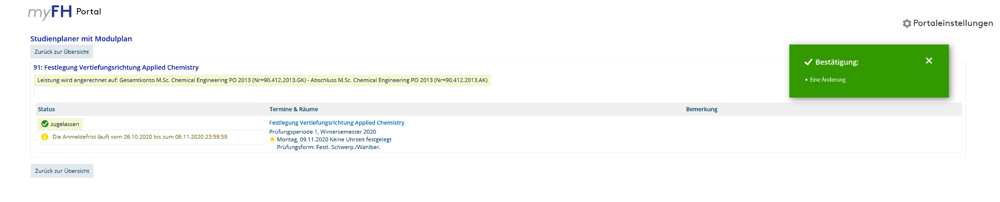 myFH Portal
Portaleinstellungen
Studienplaner mit Modulplan
Zurück zur Übersicht
✔ Bestätigung: ✕
• Eine Änderung
91: Festlegung Vertiefungsrichtung Applied Chemistry
Leistung wird angerechnet auf: Gesamtkonto M.Sc. Chemical Engineering PO 2013 (Nr=90.412.2013.GK) - Abschluss M.Sc. Chemical Engineering PO 2013 (Nr=90.412.2013.AK)
Status Termine & Räume Bemerkung
zugelassen
Die Anmeldefrist läuft vom 26.10.2020 bis zum 06.11.2020 23:59:59.
Festlegung Vertiefungsrichtung Applied Chemistry
Prüfungsperiode 1, Wintersemester 2020
Montag, 09.11.2020 Keine Uhrzeit festgelegt
Prüfungsform: Festl. Schwerp./Wahlber.
Zurück zur Übersicht